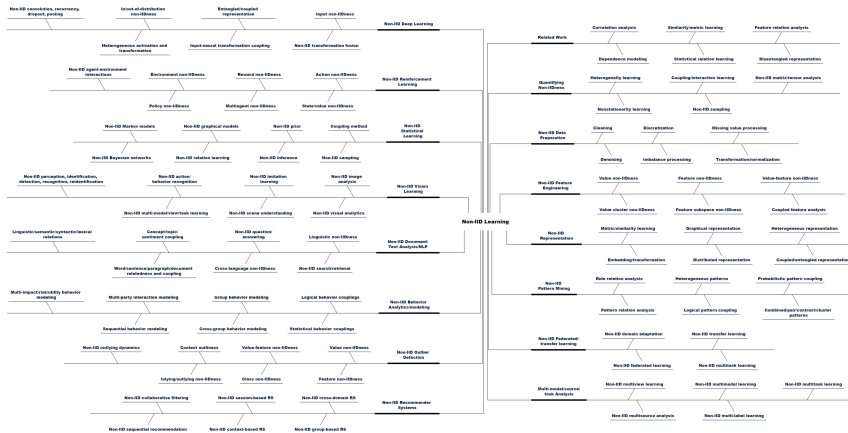 Non-IID convolution, recurrency,
dropout, pooling
In/out-of-distribution
non-IIDness
Entangled/coupled
representation
Input non-IIDness
Non-IID Deep Learning
Heterogeneous activation and
transformation
Input-neural transformation coupling
Non-IID transformation fusion
Non-IID agent-environment
interactions
Environment non-IIDness
Reward non-IIDness
Action non-IIDness
Non-IID Reinforcement
Learning
Policy non-IIDness
Multiagent non-IIDness
State/value non-IIDness
Non-IID Markov models
Non-IID graphical models
Non-IID prior
Coupling method
Non-IID
Statistical
Learning
Non-IID Bayesian networks
Non-IID relation learning
Non-IID inference
Non-IID sampling
Non-IID perception, identification,
detection, recognition, reidentification
Non-IID action/
behavior recognition
Non-IID imitation
learning
Non-IID image
analysis
Non-IID Vision
Learning
Non-IID multi-modal/view/task learning
Non-IID scene understanding
Non-IID visual analytics
Linguistic/semantic/syntactic/lexical
relations
Concept/topic/
sentiment coupling
Non-IID question/
answering
Linguistic non-IIDness
Non-IID Document
Text Analysis/NLP
Word/sentence/paragraph/document
relatedness and coupling
Cross-language non-IIDness
Non-IID search/retrieval
Multi-impact/risk/utility behavior
modeling
Multi-party interaction modeling
Group behavior modeling
Logical behavior couplings
Non-IID Behavior
Analytics/modeling
Sequential behavior modeling
Cross-group behavior modeling
Statistical behavior couplings
Non-IID outlying dynamics
Context outlierness
Value-feature non-IIDness
Value non-IIDness
Non-IID Outlier
Detection
Inlying/outlying non-IIDness
Class non-IIDness
Feature non-IIDness
Non-IID collaborative filtering
Non-IID session-based RS
Non-IID cross-domain RS
Non-IID Recommender
Systems
Non-IID sequential recommendation
Non-IID context-based RS
Non-IID group-based RS
Non-IID Learning
Correlation analysis
Similarity/metric learning
Feature relation analysis
Related Work
Dependence modeling
Statistical relation learning
Disentangled representation
Heterogeneity learning
Coupling/interactive learning
Non-IID matrix/tensor analysis
Quantifying
Non-IIDness
Nonstationarity learning
Non-IID sampling
Cleaning
Discretization
Missing value processing
Non-IID Data
Preparation
Denoising
Imbalance processing
Transformation/normalization
Value non-IIDness
Feature non-IIDness
Value-feature non-IIDness
Non-IID Feature
Engineering
Value cluster non-IIDness
Feature subspace non-IIDness
Coupled feature analysis
Metric/similarity learning
Graphical representation
Heterogeneous representation
Non-IID
Representation
Embedding/transformation
Distributed representation
Coupled/entangled representation
Rule relation analysis
Heterogeneous patterns
Probabilistic pattern coupling
Non-IID
Pattern Mining
Pattern relation analysis
Logical pattern coupling
Combined/pair/contrast/cluster
patterns
Non-IID domain adaptation
Non-IID transfer learning
Non-IID Federated/
transfer learning
Non-IID federated learning
Non-IID multitask learning
Non-IID multiview learning
Non-IID multimodal learning
Non-IID multitask learning
Multi-modal/source/
task Analysis
Non-IID multisource analysis
Non-IID multi-label learning